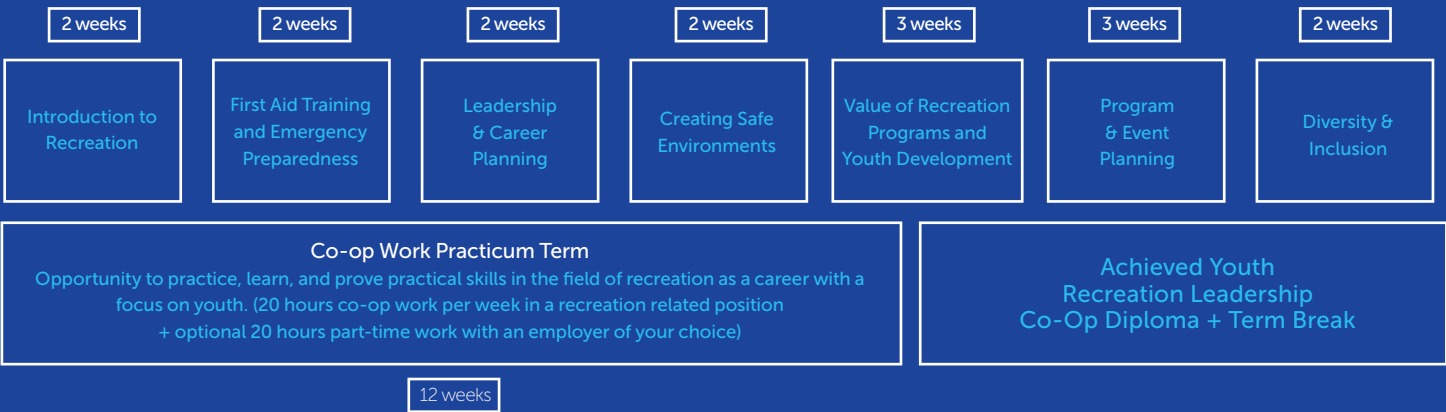 2 weeks
2 weeks
2 weeks
2 weeks
3 weeks
3 weeks
2 weeks
Introduction to
Recreation
First Aid Training
and Emergency
Preparedness
Leadership
& Career
Planning
Creating Safe
Environments
Value of Recreation
Programs and
Youth Development
Program
& Event
Planning
Diversity &
Inclusion
Co-op Work Practicum Term
Opportunity to practice, learn, and prove practical skills in the field of recreation as a career with a
focus on youth. (20 hours co-op work per week in a recreation related position
+ optional 20 hours part-time work with an employer of your choice)
Achieved Youth
Recreation Leadership
Co-Op Diploma + Term Break
12 weeks